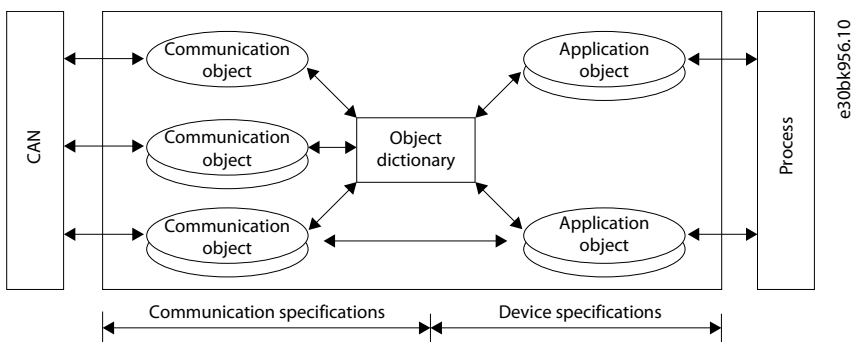 Communication
object
Application
object
CAN
Communication
object
Object
dictionary
Process
Communication
object
Application
object
Communication specifications
Device specifications
e30bk956.10